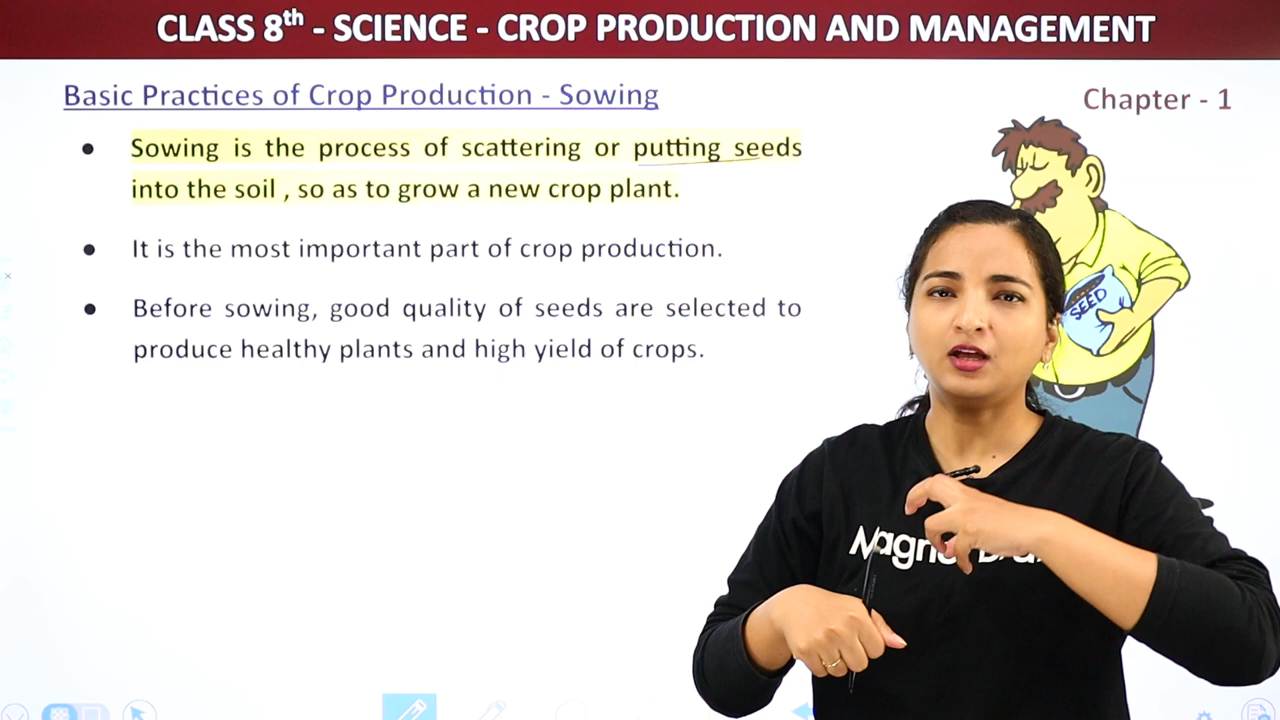 CLASS 8th - SCIENCE - CROP PRODUCTION AND MANAGEMENT
Basic Practices of Crop Production - Sowing
Chapter - 1
● Sowing is the process of scattering or putting seeds
into the soil , so as to grow a new crop plant.
● It is the most important part of crop production.
● Before sowing, good quality of seeds are selected to
produce healthy plants and high yield of crops.
SEED